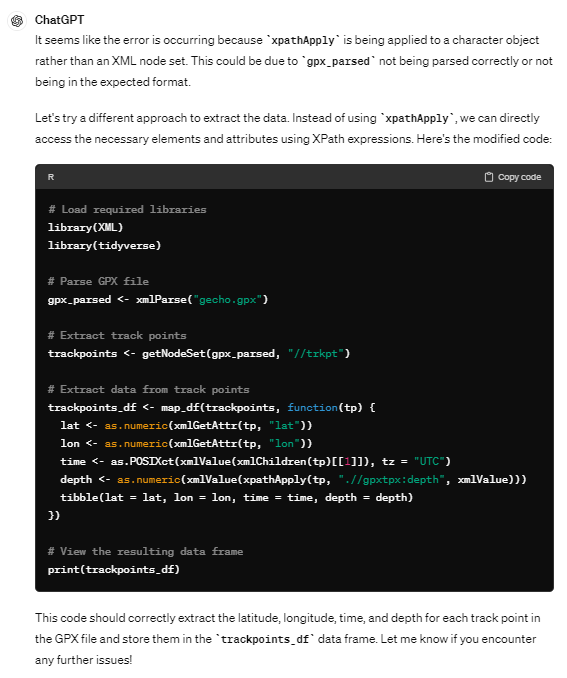 ChatGPT
It seems like the error is occurring because `xpathApply` is being applied to a character object
rather than an XML node set. This could be due to `gpx_parsed` not being parsed correctly or not
being in the expected format.
Let's try a different approach to extract the data. Instead of using `xpathApply`, we can directly
access the necessary elements and attributes using XPath expressions. Here's the modified code:
R Copy code
# Load required libraries
library(XML)
library(tidyverse)
# Parse GPX file
gpx_parsed <- xmlParse("gecho.gpx")
# Extract track points
trackpoints <- getNodeSet(gpx_parsed, "//trkpt")
# Extract data from track points
trackpoints_df <- map_df(trackpoints, function(tp) {
  lat <- as.numeric(xmlGetAttr(tp, "lat"))
  lon <- as.numeric(xmlGetAttr(tp, "lon"))
  time <- as.POSIXct(xmlValue(xmlChildren(tp)[[1]]), tz = "UTC")
  depth <- as.numeric(xmlValue(xpathApply(tp, ".//gpxtpx:depth", xmlValue)))
  tibble(lat = lat, lon = lon, time = time, depth = depth)
})
# View the resulting data frame
print(trackpoints_df)
This code should correctly extract the latitude, longitude, time, and depth for each track point in
the GPX file and store them in the `trackpoints_df` data frame. Let me know if you encounter
any further issues!